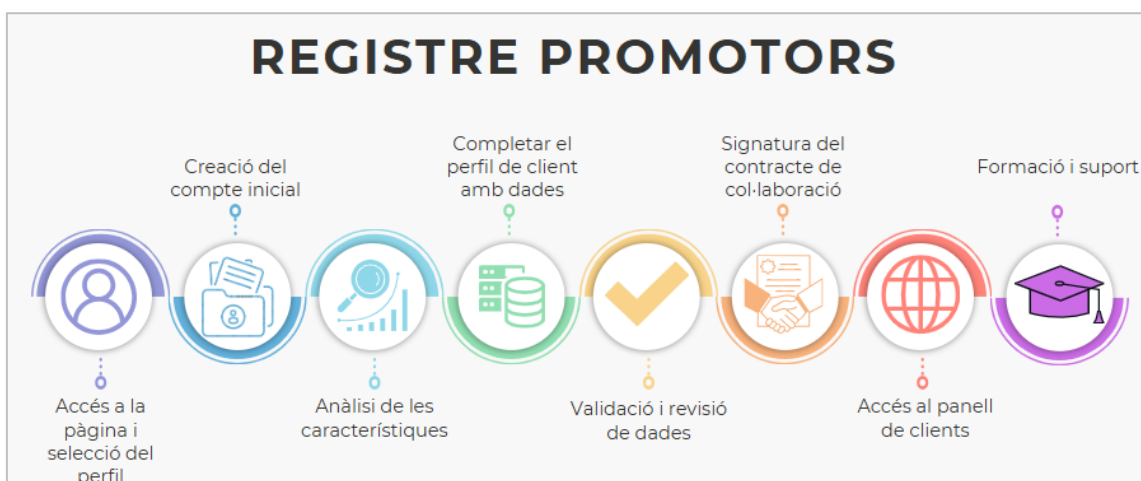 REGISTRE PROMOTORS
Accés a la
pàgina i
selecció del
perfil
Creació del
compte inicial
Anàlisi de les
característiques
Completar el
perfil de client
amb dades
Validació i revisió
de dades
Signatura del
contracte de
col·laboració
Accés al panell
de clients
Formació i suport